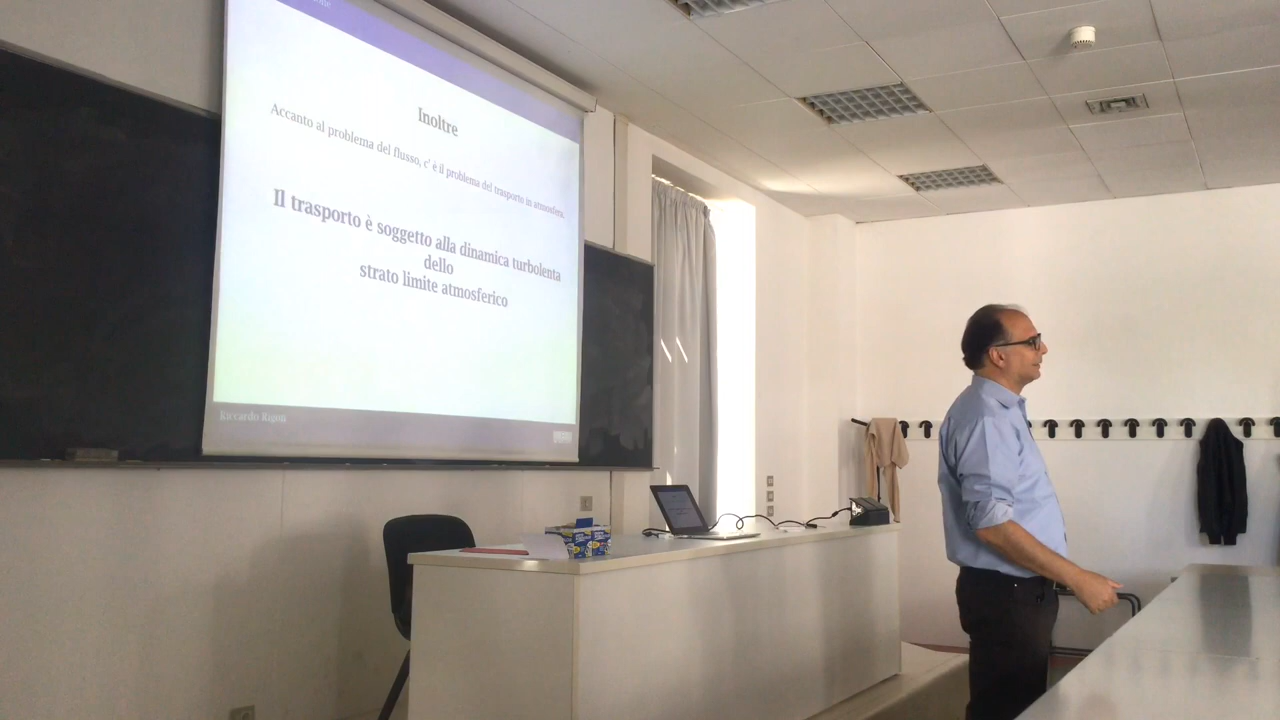 Inoltre
Accanto al problema del flusso, c' è il problema del trasporto in atmosfera.
Il trasporto è soggetto alla dinamica turbolenta
dello
strato limite atmosferico
Riccardo Rigon